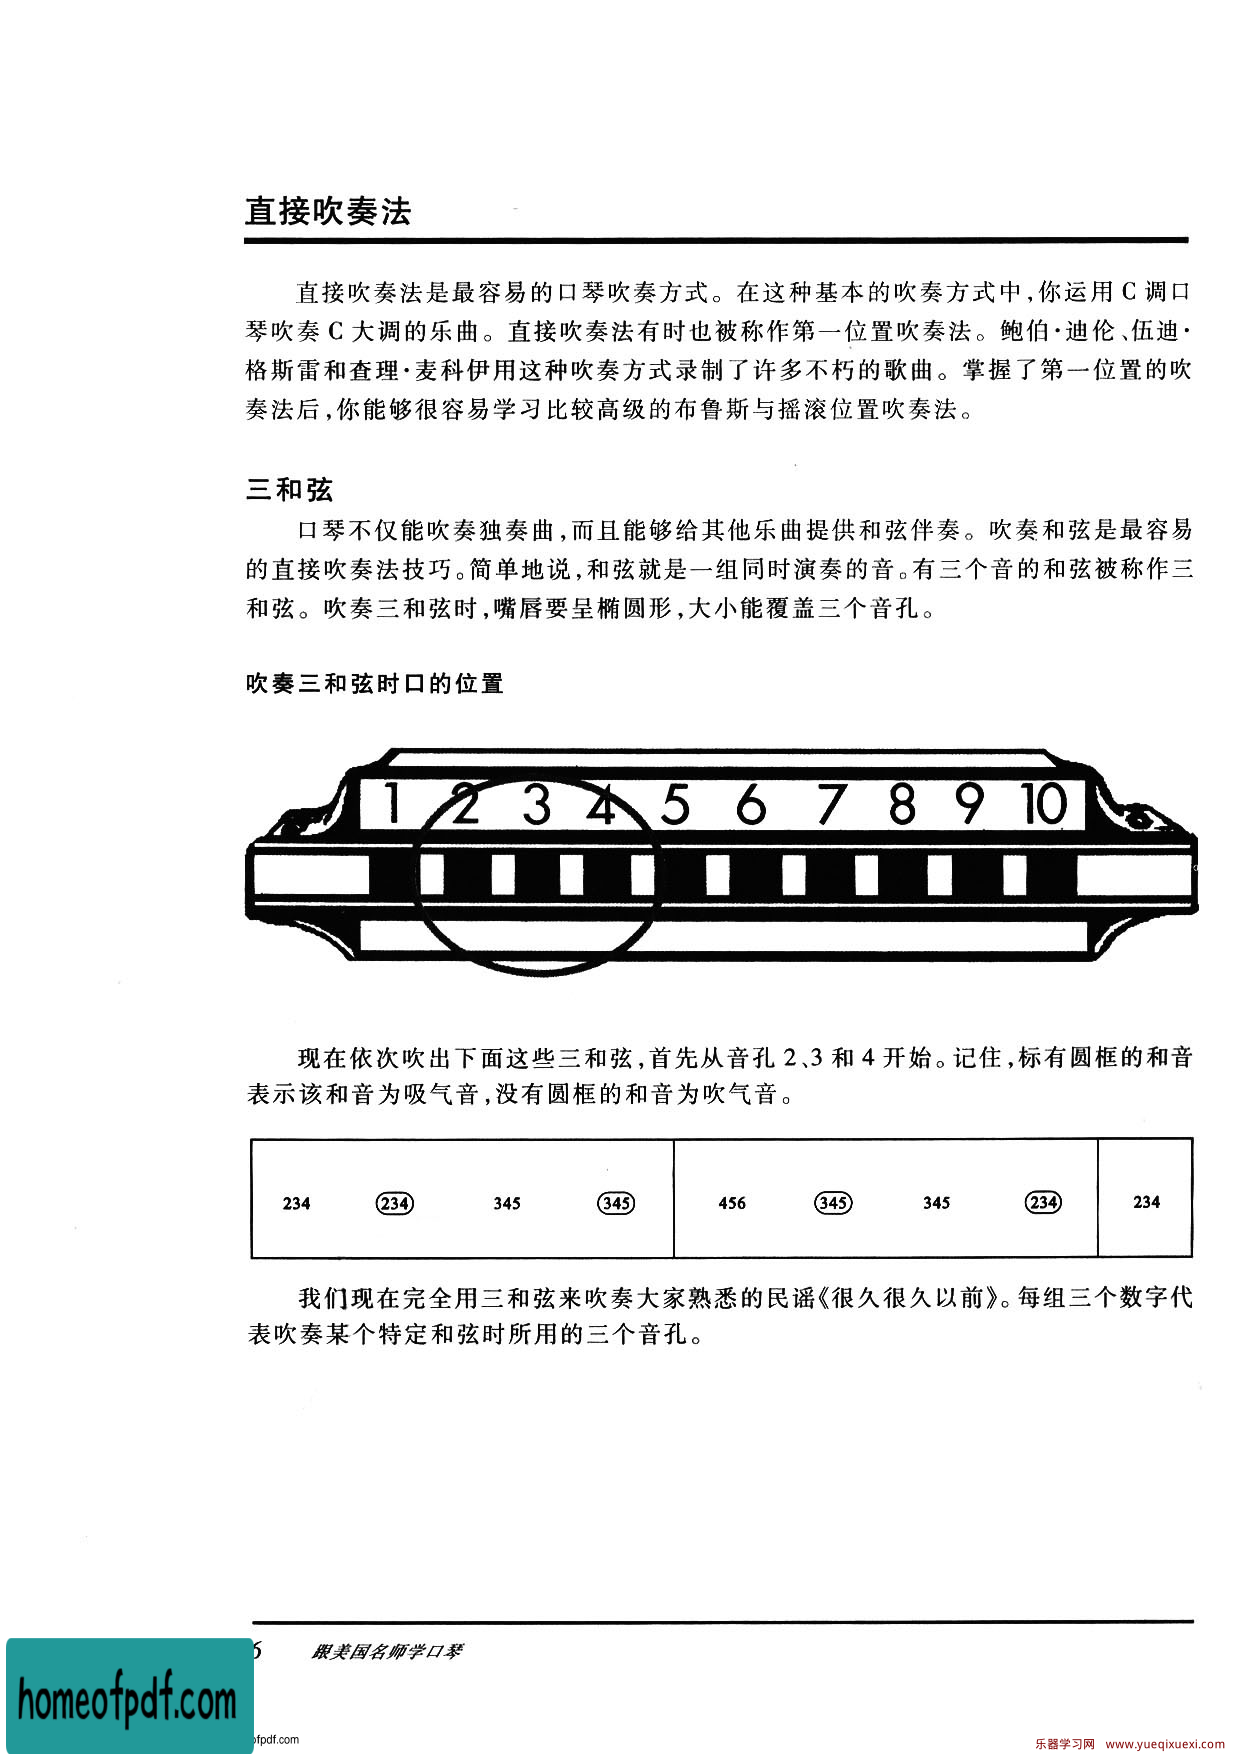 直接吹奏法
直接吹奏法是最容易的口琴吹奏方式。在这种基本的吹奏方式中,你运用 C 调口
琴吹奏 C 大调的乐曲。直接吹奏法有时也被称作第一位置吹奏法。鲍伯·迪伦、伍迪·
格斯雷和查理·麦科伊用这种吹奏方式录制了许多不朽的歌曲。掌握了第一位置的吹
奏法后,你能够很容易学习比较高级的布鲁斯与摇滚位置吹奏法。
三和弦
口琴不仅能吹奏独奏曲,而且能够给其他乐曲提供和弦伴奏。吹奏和弦是最容易
的直接吹奏法技巧。简单地说,和弦就是一组同时演奏的音。有三个音的和弦被称作三
和弦。吹奏三和弦时,嘴唇要呈椭圆形,大小能覆盖三个音孔。
吹奏三和弦时口的位置
1 2 3 4 5 6 7 8 9 10
现在依次吹出下面这些三和弦,首先从音孔 2、3 和 4 开始。记住,标有圆框的和音
表示该和音为吸气音,没有圆框的和音为吹气音。
234 234 345 345 456 345 345 234 234
我们现在完全用三和弦来吹奏大家熟悉的民谣《很久很久以前》。每组三个数字代
表吹奏某个特定和弦时所用的三个音孔。
6 跟美国名师学口琴
homeofpdf.com
ofpdf.com
乐器学习网 www.yueqixuexi.com